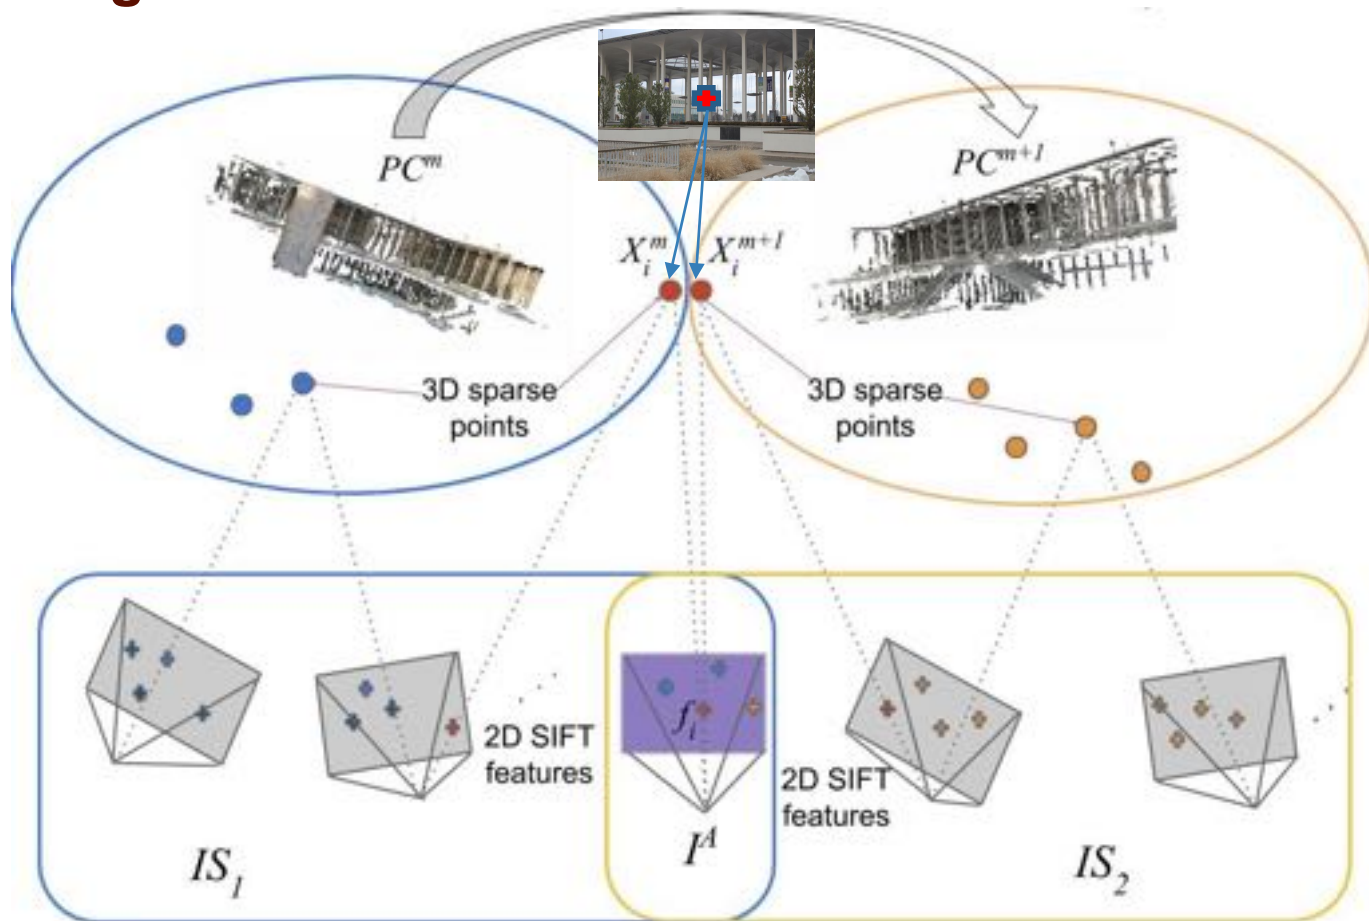 PC^m
PC^{m+1}
X_i^m
X_i^{m+1}
3D sparse
points
3D sparse
points
f_i
2D SIFT
features
2D SIFT
features
IS_1
I^A
IS_2